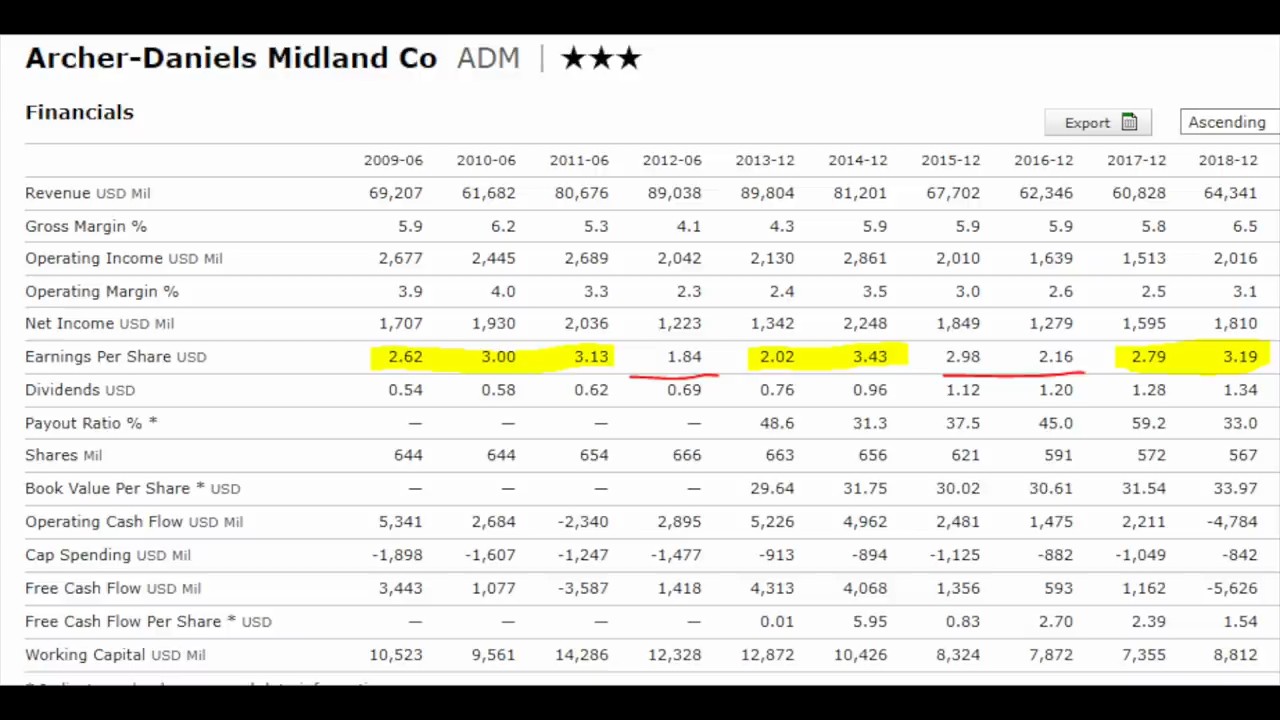 Archer-Daniels Midland Co ADM | ★★★
Financials
Export Ascending
2009-06 2010-06 2011-06 2012-06 2013-12 2014-12 2015-12 2016-12 2017-12 2018-12
Revenue USD Mil 69,207 61,682 80,676 89,038 89,804 81,201 67,702 62,346 60,828 64,341
Gross Margin % 5.9 6.2 5.3 4.1 4.3 5.9 5.9 5.9 5.8 6.5
Operating Income USD Mil 2,677 2,445 2,689 2,042 2,130 2,861 2,010 1,639 1,513 2,016
Operating Margin % 3.9 4.0 3.3 2.3 2.4 3.5 3.0 2.6 2.5 3.1
Net Income USD Mil 1,707 1,930 2,036 1,223 1,342 2,248 1,849 1,279 1,595 1,810
Earnings Per Share USD 2.62 3.00 3.13 1.84 2.02 3.43 2.98 2.16 2.79 3.19
Dividends USD 0.54 0.58 0.62 0.69 0.76 0.96 1.12 1.20 1.28 1.34
Payout Ratio % * — — — — 48.6 31.3 37.5 45.0 59.2 33.0
Shares Mil 644 644 654 666 663 656 621 591 572 567
Book Value Per Share * USD — — — — 29.64 31.75 30.02 30.61 31.54 33.97
Operating Cash Flow USD Mil 5,341 2,684 -2,340 2,895 5,226 4,962 2,481 1,475 2,211 -4,784
Cap Spending USD Mil -1,898 -1,607 -1,247 -1,477 -913 -894 -1,125 -882 -1,049 -842
Free Cash Flow USD Mil 3,443 1,077 -3,587 1,418 4,313 4,068 1,356 593 1,162 -5,626
Free Cash Flow Per Share * USD — — — — 0.01 5.95 0.83 2.70 2.39 1.54
Working Capital USD Mil 10,523 9,561 14,286 12,328 12,872 10,426 8,324 7,872 7,355 8,812